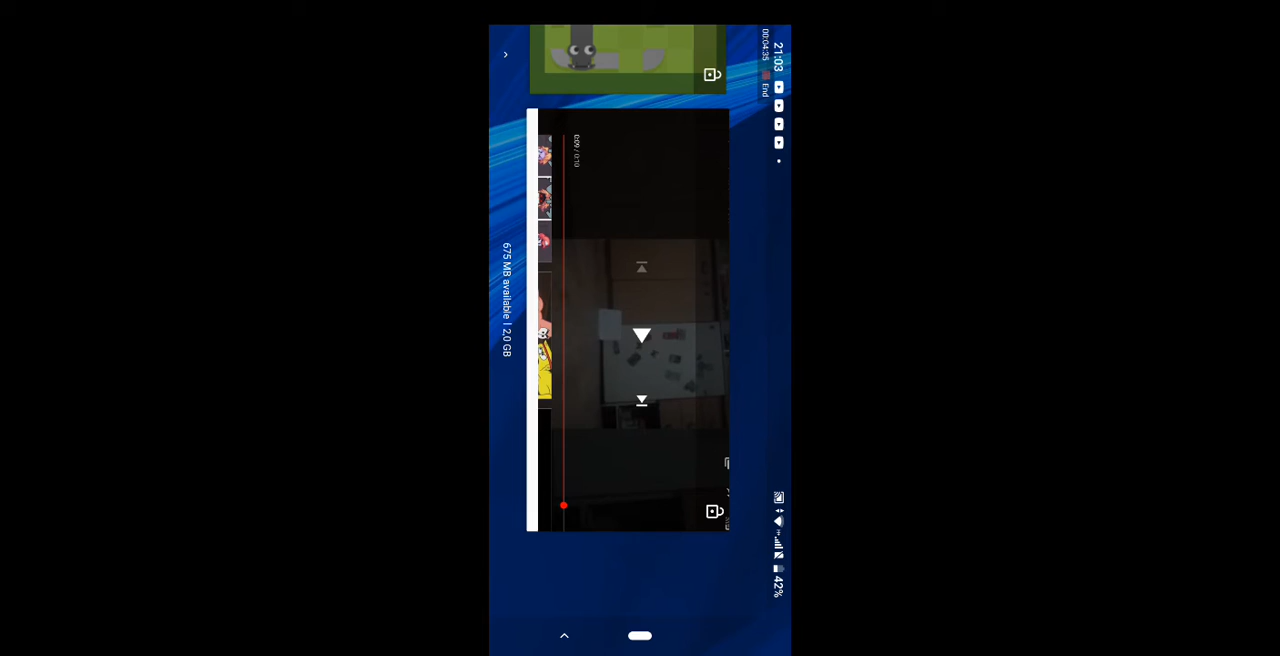 21:03
00:04:35 End
42%
0:09 / 0:10
675 MB available | 2,0 GB